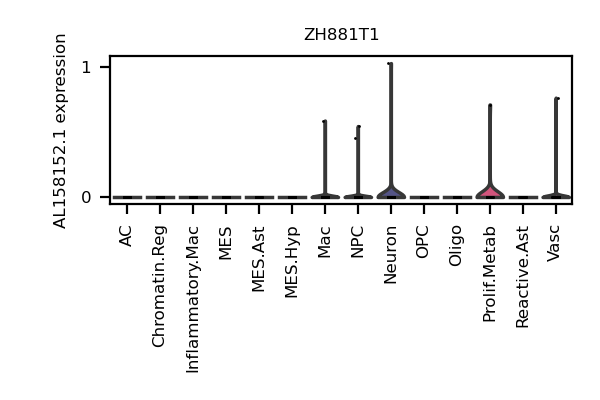 ZH881T1
AL158152.1 expression
1
0
AC
Chromatin.Reg
Inflammatory.Mac
MES
MES.Ast
MES.Hyp
Mac
NPC
Neuron
OPC
Oligo
Prolif.Metab
Reactive.Ast
Vasc